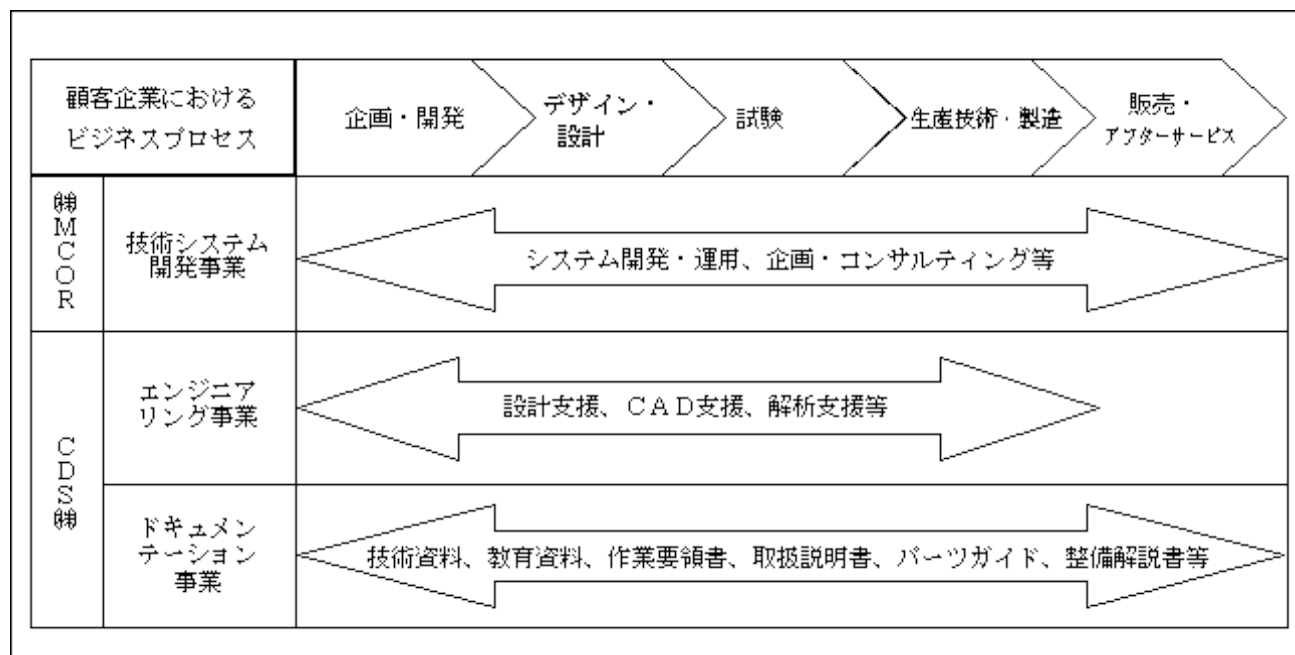 顧客企業における
ビジネスプロセス
企画・開発
デザイン・
設計
試験
生産技術・製造
販売・
アフターサービス
㈱MCOR
技術システム
開発事業
システム開発・運用、企画・コンサルティング等
CDS㈱
エンジニア
リング事業
設計支援、CAD支援、解析支援等
ドキュメン
テーション
事業
技術資料、教育資料、作業要領書、取扱説明書、パーツガイド、整備解説書等